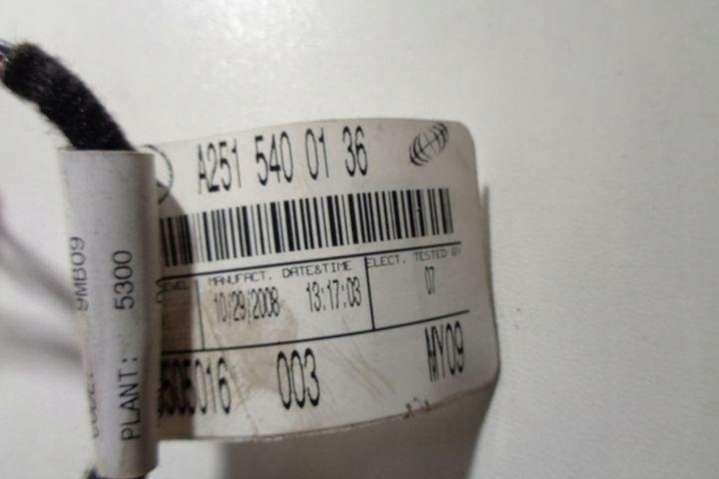 A251 540 01 36
MANUFACT. DATE&TIME
ELECT. TESTED BY
10/29/2008 13:17:03
07
505016 003 MY09
9MB09
PLANT: 5300